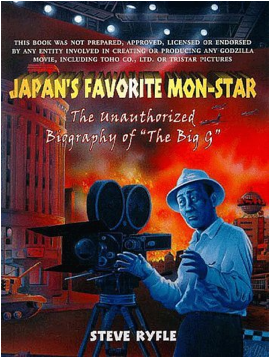 THIS BOOK WAS NOT PREPARED, APPROVED, LICENSED OR ENDORSED
BY ANY ENTITY INVOLVED IN CREATING OR PRODUCING ANY GODZILLA
MOVIE, INCLUDING TOHO CO., LTD. OR TRISTAR PICTURES
JAPAN'S FAVORITE MON-STAR
The Unauthorized
Biography of "The Big G"
STEVE RYFLE